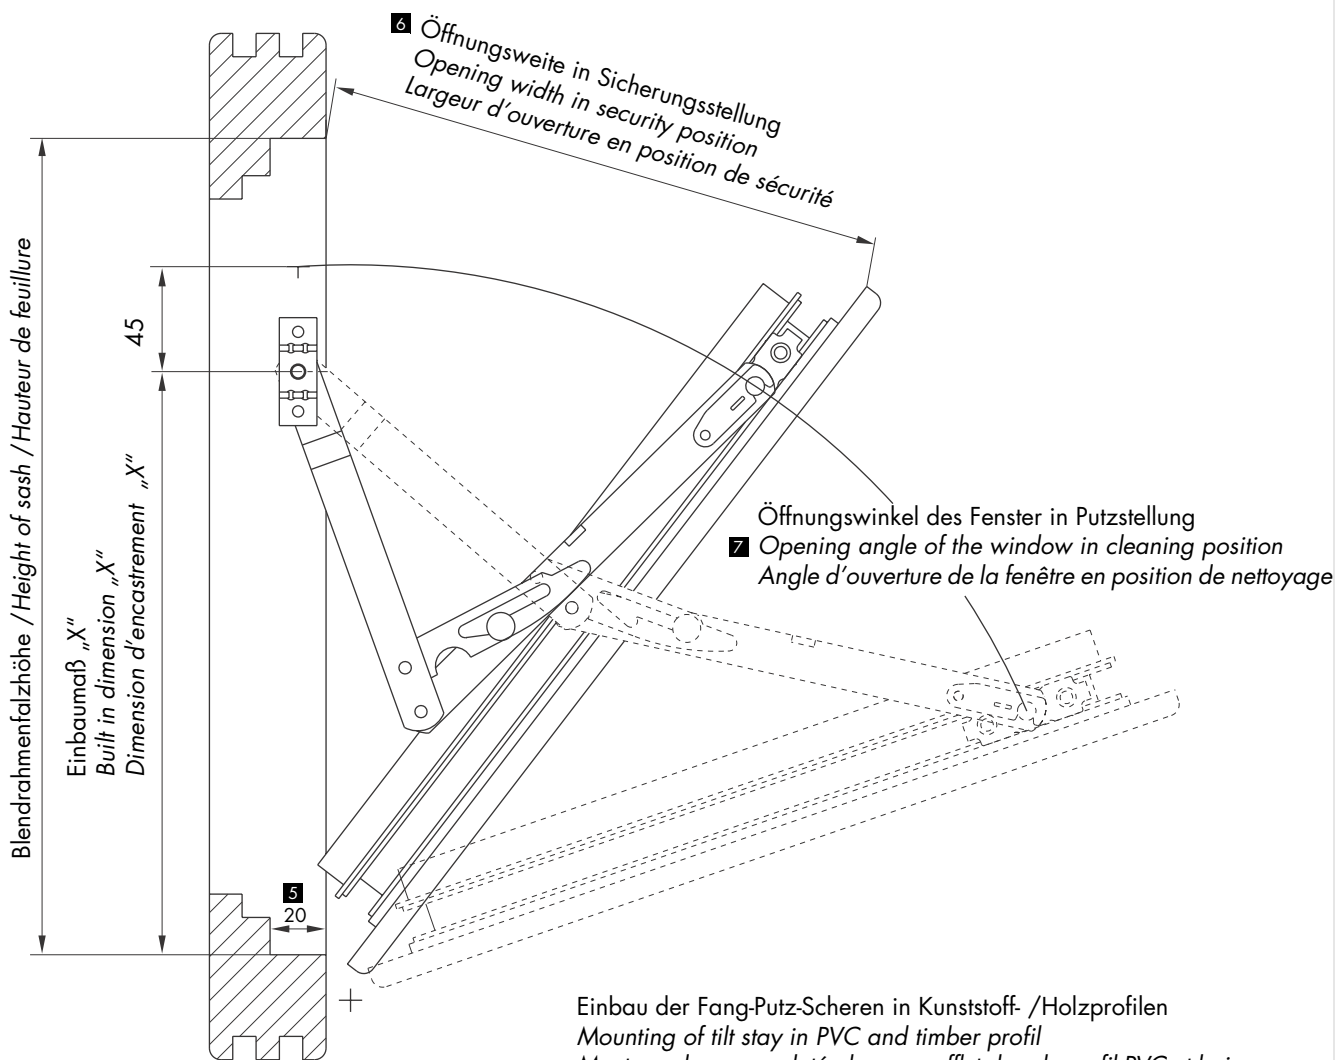 6 Öffnungsweite in Sicherungsstellung
Opening width in security position
Largeur d'ouverture en position de sécurité
Blendrahmenfalzhöhe / Height of sash / Hauteur de feuillure
45
Einbaumaß „X“
Built in dimension „X“
Dimension d'encastrement „X“
Öffnungswinkel des Fenster in Putzstellung
7 Opening angle of the window in cleaning position
Angle d'ouverture de la fenêtre en position de nettoyage
5
20
Einbau der Fang-Putz-Scheren in Kunststoff- /Holzprofilen
Mounting of tilt stay in PVC and timber profil